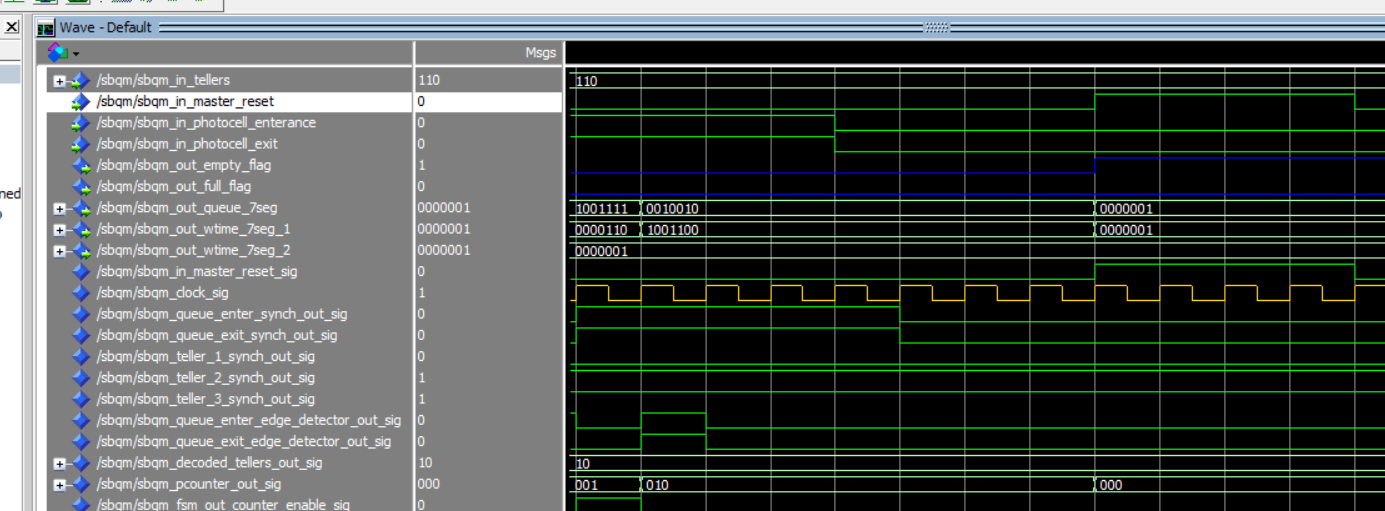 Wave - Default
Msgs
/sbqm/sbqm_in_tellers 110 110
/sbqm/sbqm_in_master_reset 0
/sbqm/sbqm_in_photocell_enterance 0
/sbqm/sbqm_in_photocell_exit 0
/sbqm/sbqm_out_empty_flag 1
/sbqm/sbqm_out_full_flag 0
ned
/sbqm/sbqm_out_queue_7seg 0000001 1001111 0010010 0000001
/sbqm/sbqm_out_wtime_7seg_1 0000001 0000110 1001100 0000001
/sbqm/sbqm_out_wtime_7seg_2 0000001 0000001
/sbqm/sbqm_in_master_reset_sig 0
/sbqm/sbqm_clock_sig 1
/sbqm/sbqm_queue_enter_synch_out_sig 0
/sbqm/sbqm_queue_exit_synch_out_sig 0
/sbqm/sbqm_teller_1_synch_out_sig 0
/sbqm/sbqm_teller_2_synch_out_sig 1
/sbqm/sbqm_teller_3_synch_out_sig 1
/sbqm/sbqm_queue_enter_edge_detector_out_sig 0
/sbqm/sbqm_queue_exit_edge_detector_out_sig 0
/sbqm/sbqm_decoded_tellers_out_sig 10 10
/sbqm/sbqm_pcounter_out_sig 000 001 010 000
/sbqm/sbqm_fsm_out_counter_enable_sig 0